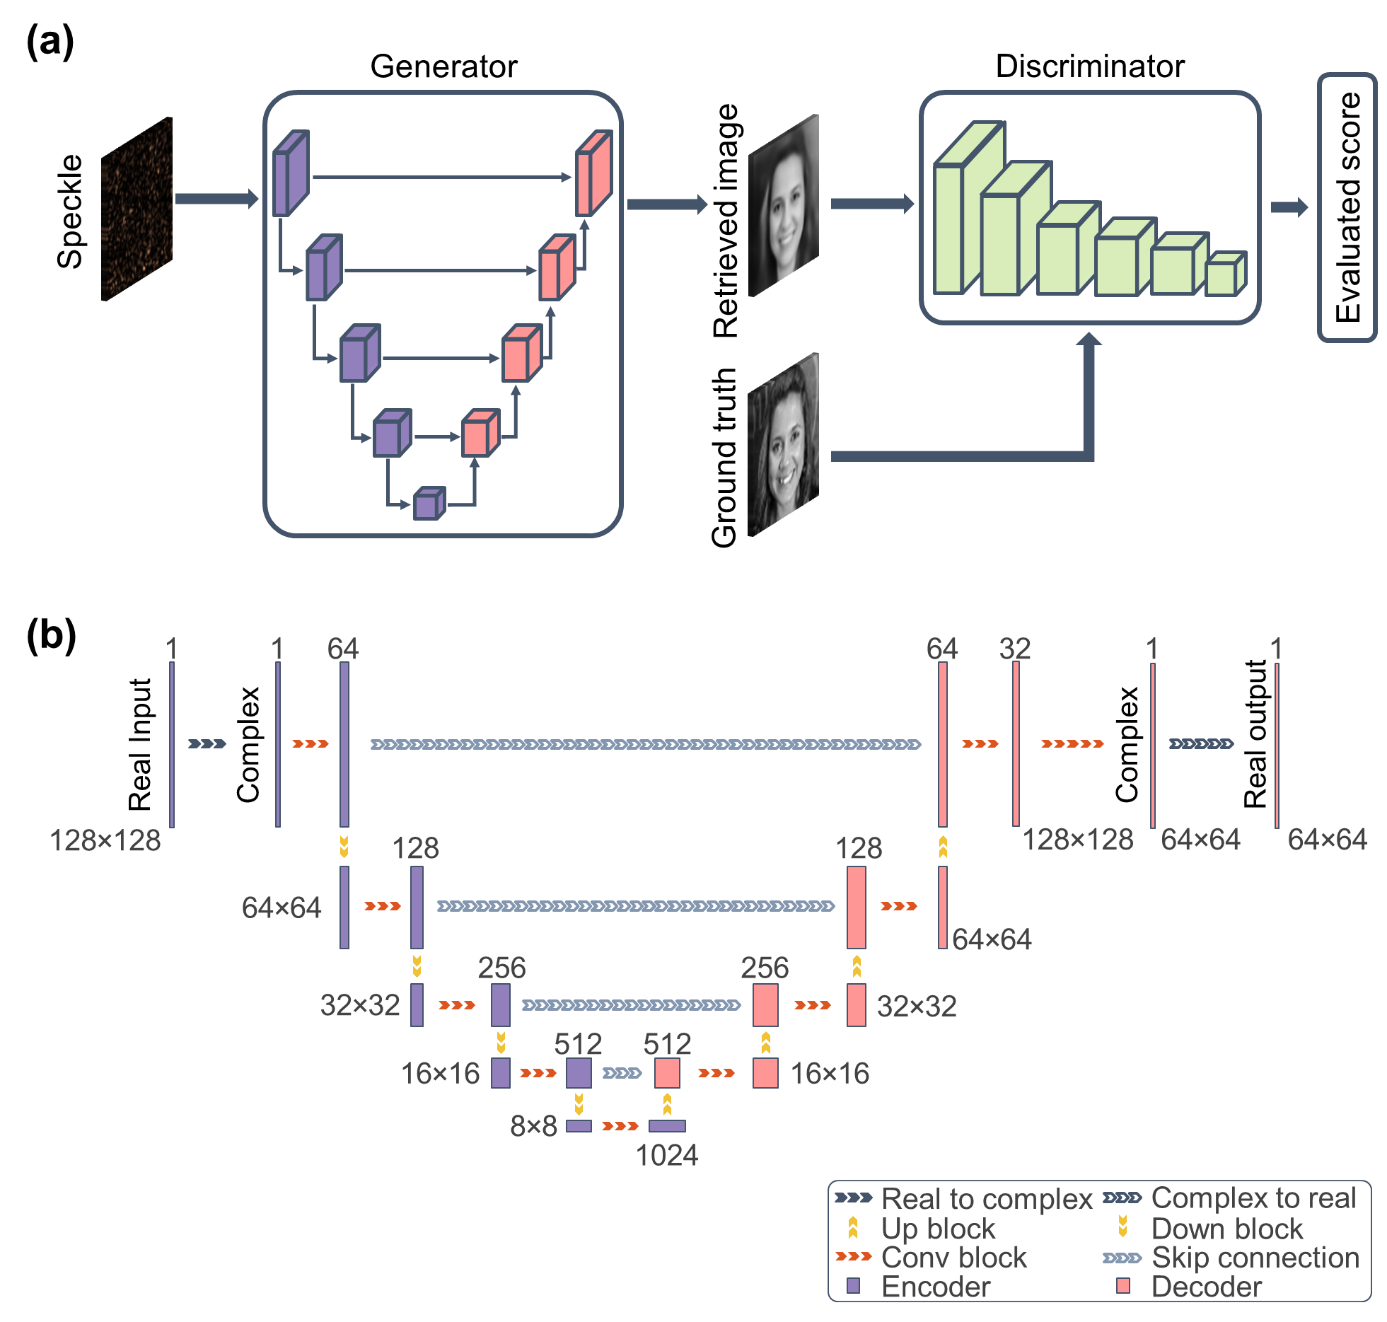 (a)
Generator
Discriminator
Speckle
Retrieved image
Ground truth
Evaluated score
(b)
1
1
64
64
32
1
1
Real Input
Complex
Complex
Real output
128×128
128×128
64×64
64×64
128
128
64×64
64×64
256
256
32×32
32×32
512
512
16×16
16×16
8×8
1024
Real to complex
Complex to real
Up block
Down block
Conv block
Skip connection
Encoder
Decoder